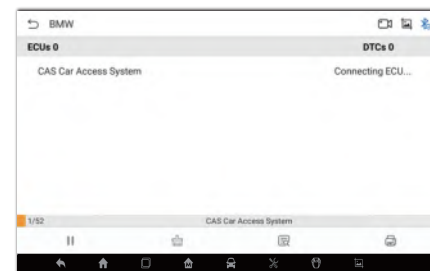 BMW
ECUs 0 DTCs 0
CAS Car Access System Connecting ECU...
1/52 CAS Car Access System